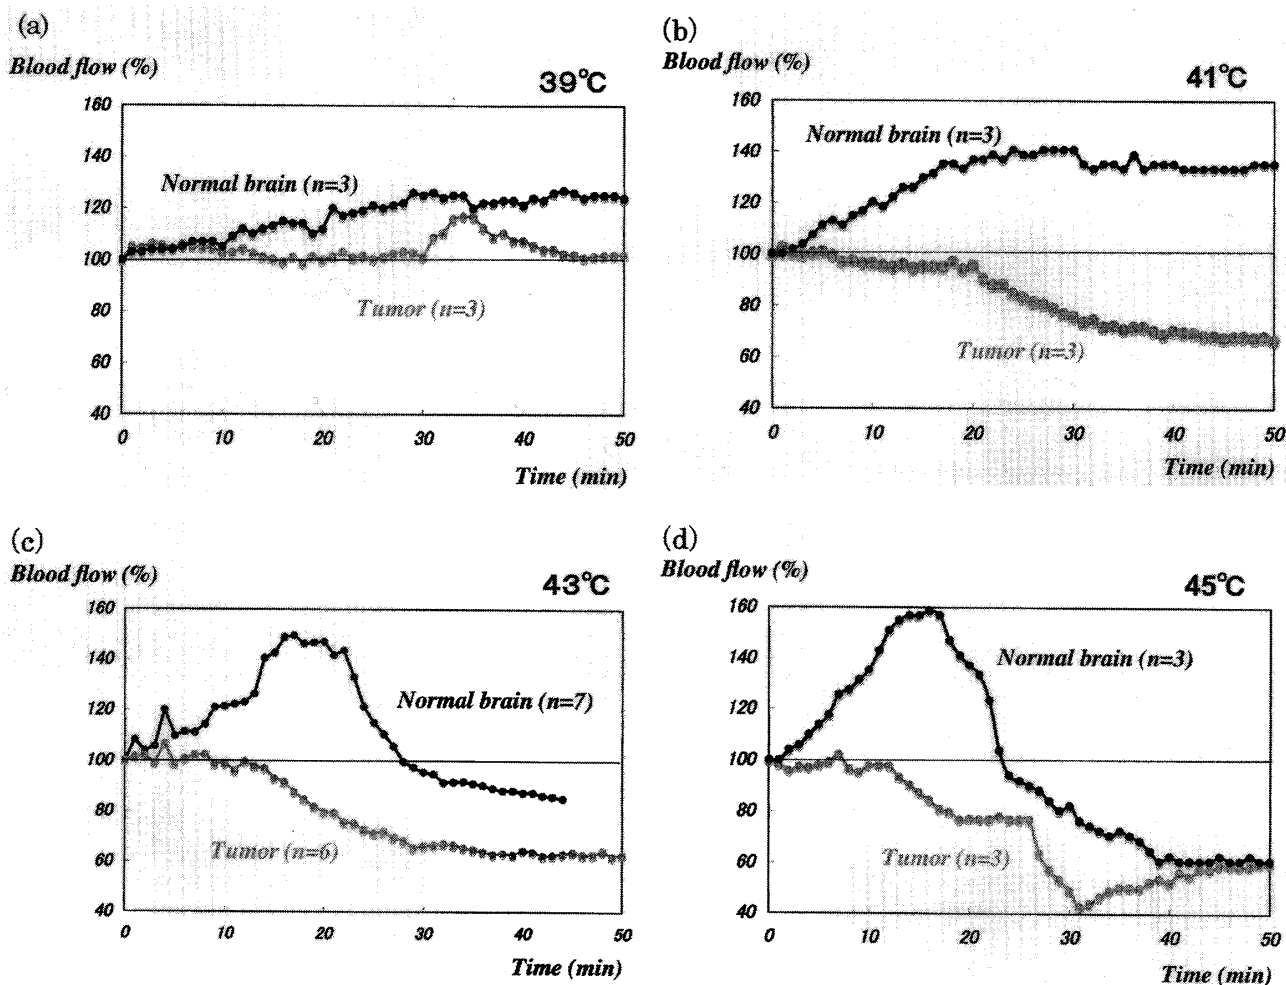 (a)
Blood flow (%)
39°C
160
140
120
100
80
60
40
Normal brain (n=3)
Tumor (n=3)
0 10 20 30 40 50
Time (min)
(b)
Blood flow (%)
41°C
160
140
120
100
80
60
40
Normal brain (n=3)
Tumor (n=3)
0 10 20 30 40 50
Time (min)
(c)
Blood flow (%)
43°C
160
140
120
100
80
60
40
Normal brain (n=7)
Tumor (n=6)
0 10 20 30 40 50
Time (min)
(d)
Blood flow (%)
45°C
160
140
120
100
80
60
40
Normal brain (n=3)
Tumor (n=3)
0 10 20 30 40 50
Time (min)